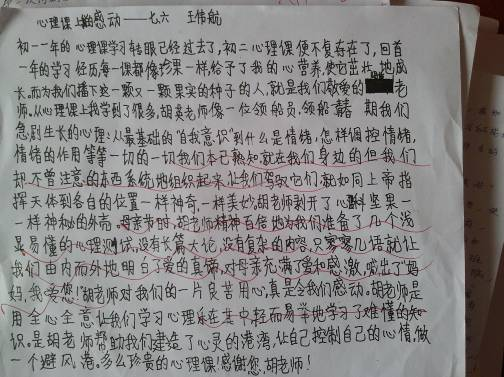 心理课上的感动——七六 王伟航
初一一年的心理课学习转眼已经过去了,初二心理课便不复存在了,回首
一年的学习经历每一课都像珍果一样,给予了我的心营养,使它茁壮地成
长。而为我们播下这一颗又一颗果实的种子的人,就是我们敬爱的 老
师。从心理课上我学到了很多,胡 老师像一位领船员,领船 期我们
急剧生长的心理:从最基础的"自我意识"到什么是情绪,怎样调控情绪,
情绪的作用等等一切的一切我们本已熟知,就在我们身边的但我们
却不曾注意的东西系统地组织起来,让我们驾驭它们,就如同上帝指
挥天体到各自的位置一样神奇,一样美妙。胡老师剥开了心 坚果一
一样神秘的外壳。母亲节时,胡老师精神百倍地为我们准备了几个浅
显易懂的心理测试,没有长篇大论,没有复杂的内容,只零零几语就让
我们由内而外地明白了爱的真谛,对母亲充满了爱和感激,喊出了"妈
妈,我爱您!"胡老师对我们的一片良苦用心,真是令我们感动。胡老师是
用全心全意让我们学习心理,在其中轻而易举地学习了难懂的知
识。是胡老师帮助我们建造了心灵的港湾,让自己控制自己的心情,做
一个避风港。多么珍贵的心理课!感谢您,胡老师!